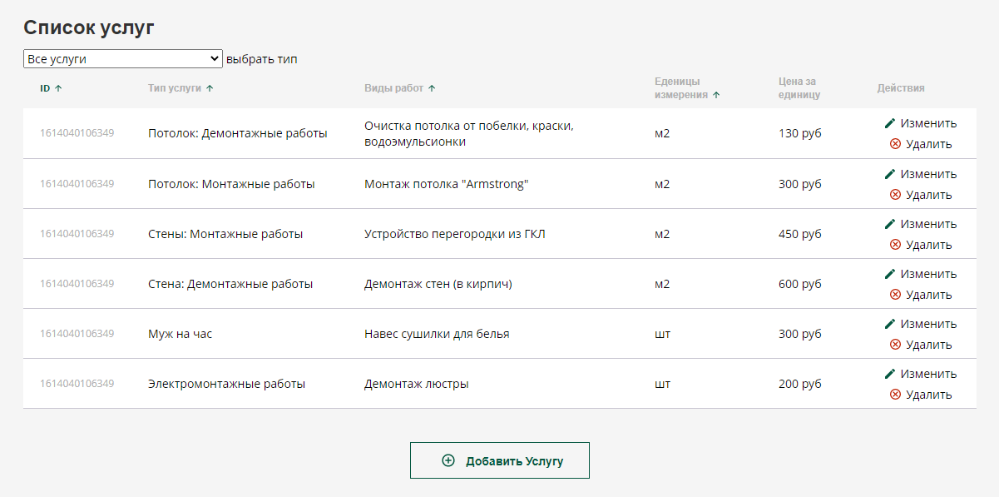 Список услуг
Все услуги выбрать тип
ID Тип услуги Виды работ Еденицы измерения Цена за единицу Действия
1614040106349 Потолок: Демонтажные работы Очистка потолка от побелки, краски, водоэмульсионки м2 130 руб Изменить Удалить
1614040106349 Потолок: Монтажные работы Монтаж потолка "Armstrong" м2 300 руб Изменить Удалить
1614040106349 Стены: Монтажные работы Устройство перегородки из ГКЛ м2 450 руб Изменить Удалить
1614040106349 Стена: Демонтажные работы Демонтаж стен (в кирпич) м2 600 руб Изменить Удалить
1614040106349 Муж на час Навес сушилки для белья шт 300 руб Изменить Удалить
1614040106349 Электромонтажные работы Демонтаж люстры шт 200 руб Изменить Удалить
Добавить Услугу